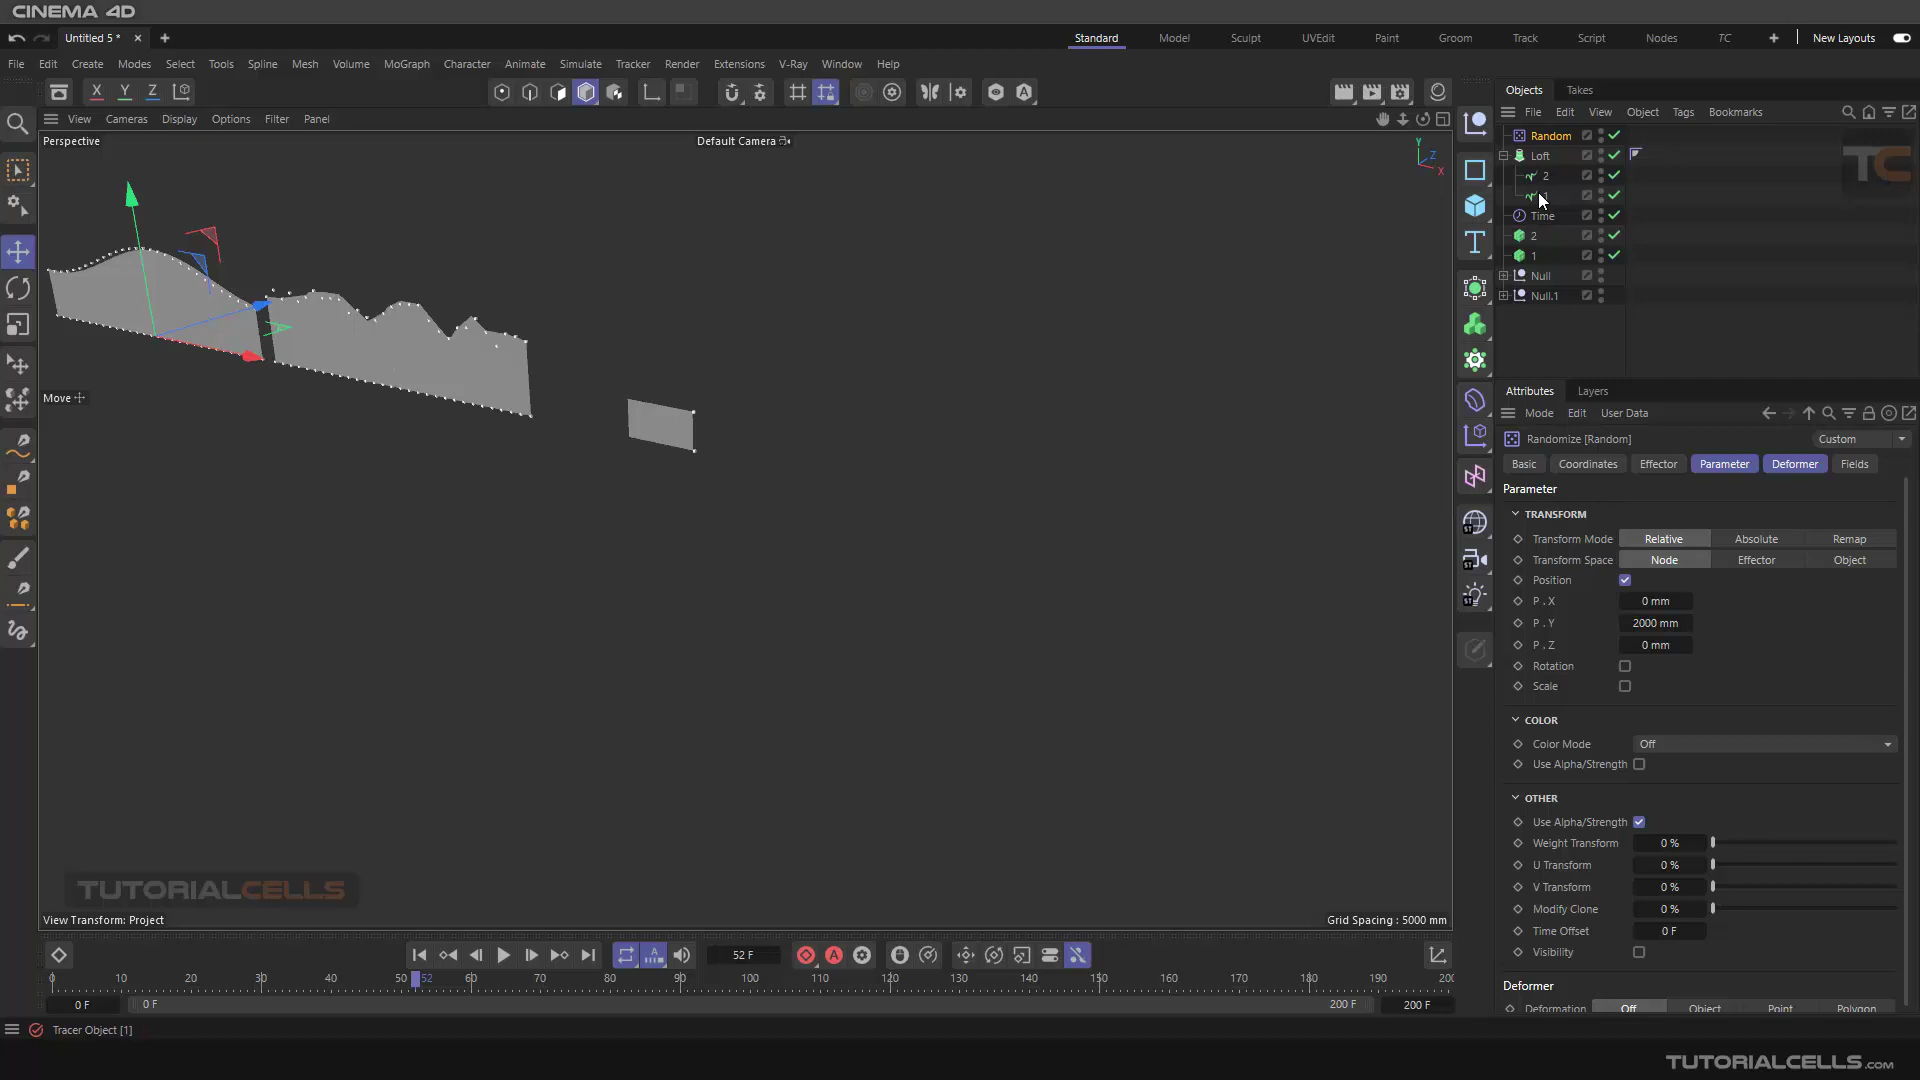 CINEMA 4D
Untitled 5 *
Standard
Model
Sculpt
UVEdit
Paint
Groom
Track
Script
Nodes
TC
New Layouts
File
Edit
Create
Modes
Select
Tools
Spline
Mesh
Volume
MoGraph
Character
Animate
Simulate
Tracker
Render
Extensions
V-Ray
Window
Help
X
Y
Z
View
Cameras
Display
Options
Filter
Panel
Perspective
Default Camera
Y
Z
X
Move
TUTORIALCELLS
View Transform: Project
Grid Spacing : 5000 mm
Objects
Takes
File
Edit
View
Object
Tags
Bookmarks
Random
Loft
2
Time
2
1
Null
Null.1
TC
Attributes
Layers
Mode
Edit
User Data
Randomize [Random]
Custom
Basic
Coordinates
Effector
Parameter
Deformer
Fields
Parameter
TRANSFORM
Transform Mode
Relative
Absolute
Remap
Transform Space
Node
Effector
Object
Position
P . X
0 mm
P . Y
2000 mm
P . Z
0 mm
Rotation
Scale
COLOR
Color Mode
Off
Use Alpha/Strength
OTHER
Use Alpha/Strength
Weight Transform
0 %
U Transform
0 %
V Transform
0 %
Modify Clone
0 %
Time Offset
0 F
Visibility
Deformer
Deformation
Off
Object
Point
Polygon
52 F
0
10
20
30
40
50
52
60
70
80
90
100
110
120
130
140
150
160
170
180
190
0 F
0 F
200 F
200 F
Tracer Object [1]
TUTORIALCELLS.com